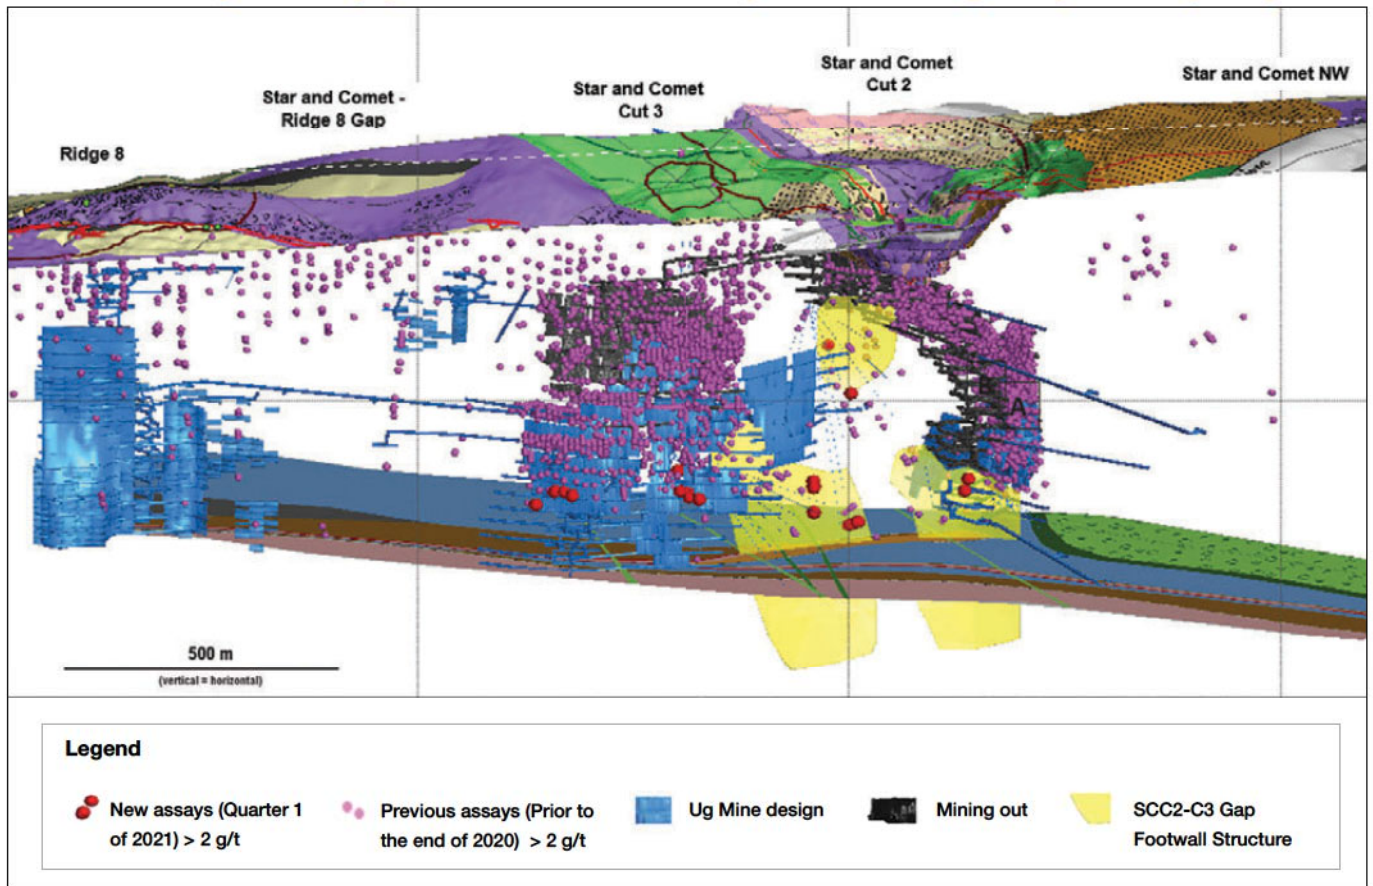 Star and Comet
Cut 2
Star and Comet NW
Star and Comet
Cut 3
Star and Comet -
Ridge 8 Gap
Ridge 8
A
500 m
(vertical = horizontal)
Legend
New assays (Quarter 1
of 2021) > 2 g/t
Previous assays (Prior to
the end of 2020) > 2 g/t
Ug Mine design
Mining out
SCC2-C3 Gap
Footwall Structure